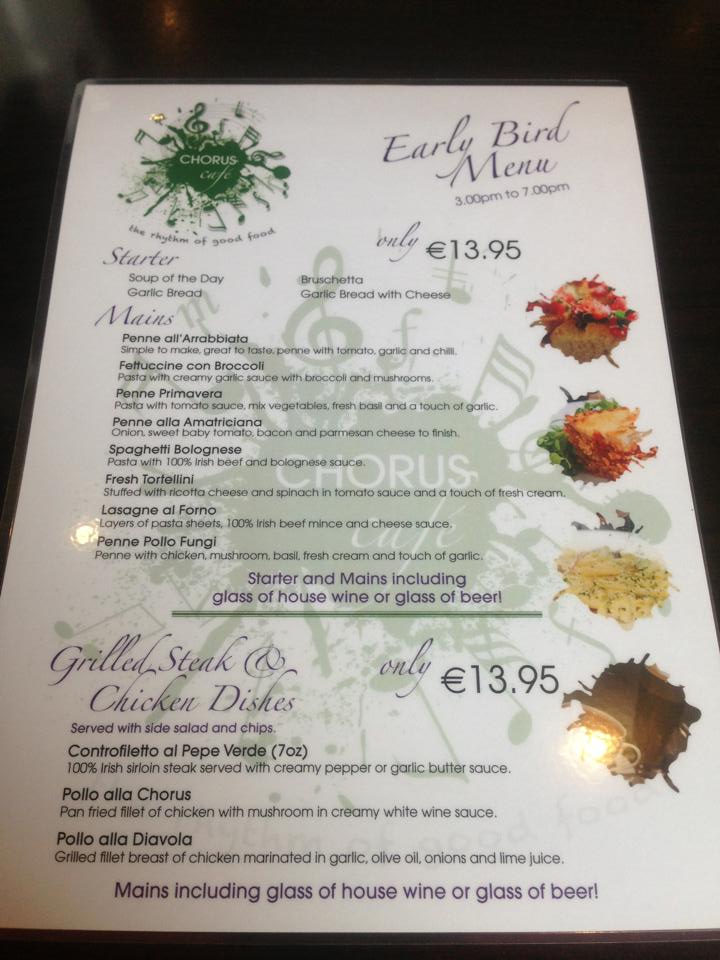 CHORUS
café
the rhythm of good food
Early Bird
Menu
3.00pm to 7.00pm
only €13.95
Starter
Soup of the Day
Bruschetta
Garlic Bread
Garlic Bread with Cheese
Mains
Penne all'Arrabbiata
Simple to make, great to taste, penne with tomato, garlic and chilli.
Fettuccine con Broccoli
Pasta with creamy garlic sauce with broccoli and mushrooms.
Penne Primavera
Pasta with tomato sauce, mix vegetables, fresh basil and a touch of garlic.
Penne alla Amatriciana
Onion, sweet baby tomato, bacon and parmesan cheese to finish.
Spaghetti Bolognese
Pasta with 100% Irish beef and bolognese sauce.
Fresh Tortellini
Stuffed with ricotta cheese and spinach in tomato sauce and a touch of fresh cream.
Lasagne al Forno
Layers of pasta sheets, 100% Irish beef mince and cheese sauce.
Penne Pollo Fungi
Penne with chicken, mushroom, basil, fresh cream and touch of garlic.
CHORUS
café
Starter and Mains including
glass of house wine or glass of beer!
Grilled Steak &
Chicken Dishes
only €13.95
Served with side salad and chips.
Controfiletto al Pepe Verde (7oz)
100% Irish sirloin steak served with creamy pepper or garlic butter sauce.
Pollo alla Chorus
Pan fried fillet of chicken with mushroom in creamy white wine sauce.
rhythm of good food
Pollo alla Diavola
Grilled fillet breast of chicken marinated in garlic, olive oil, onions and lime juice.
Mains including glass of house wine or glass of beer!